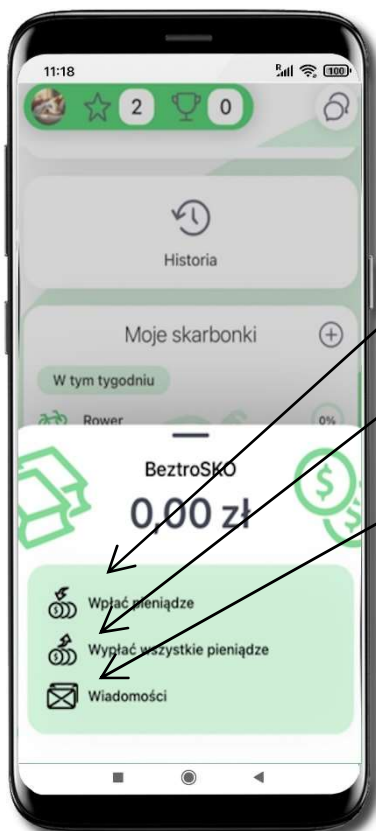 11:18
R
100
2
0
Historia
Moje skarbonki
W tym tygodniu
Rower
0%
BeztroSKO
0,00 zł
Wpłać pieniądze
Wypłać wszystkie pieniądze
Wiadomości